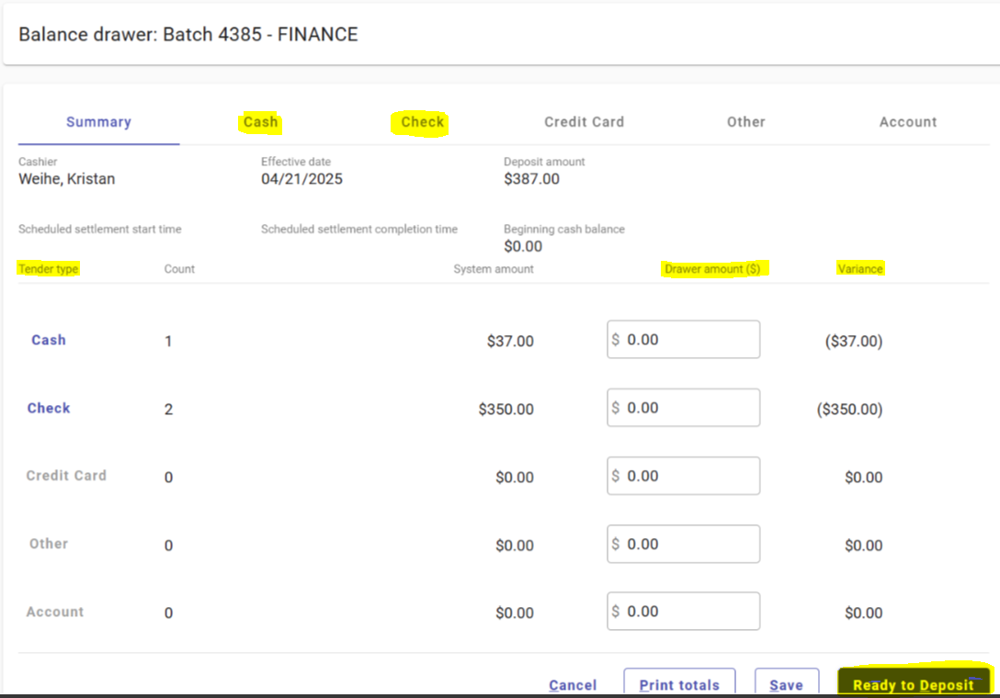 Balance drawer: Batch 4385 - FINANCE
Summary Cash Check Credit Card Other Account
Cashier Effective date Deposit amount
Weihe, Kristan 04/21/2025 $387.00
Scheduled settlement start time Scheduled settlement completion time Beginning cash balance
$0.00
Tender type Count System amount Drawer amount ($) Variance
Cash 1 $37.00 $ 0.00 ($37.00)
Check 2 $350.00 $ 0.00 ($350.00)
Credit Card 0 $0.00 $ 0.00 $0.00
Other 0 $0.00 $ 0.00 $0.00
Account 0 $0.00 $ 0.00 $0.00
Cancel Print totals Save Ready to Deposit